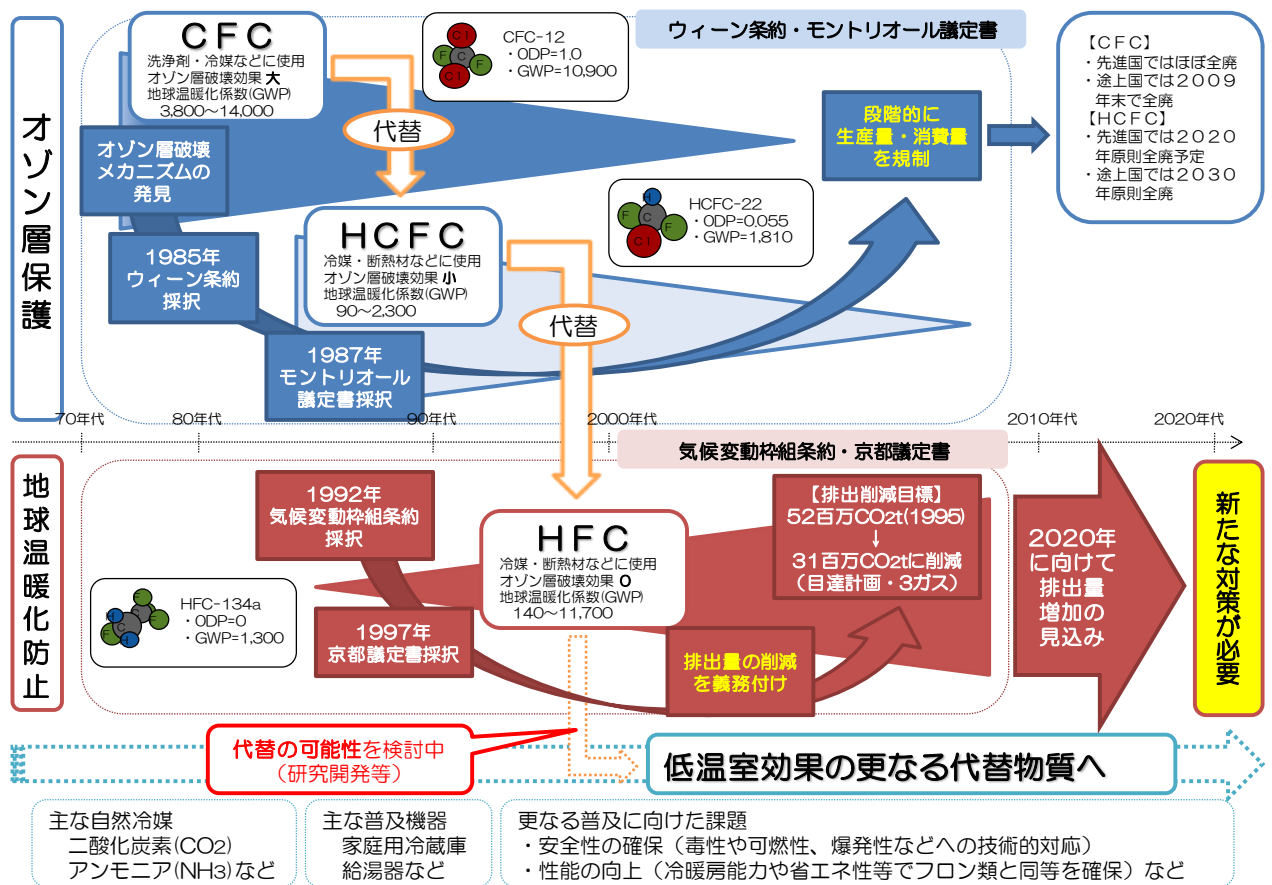 オゾン層保護
CFC
洗浄剤・冷媒などに使用
オゾン層破壊効果 大
地球温暖化係数(GWP)
3,800～14,000
代替
Cl
F
C
F
Cl
CFC-12
・ODP=1.0
・GWP=10,900
ウィーン条約・モントリオール議定書
オゾン層破壊
メカニズムの
発見
1985年
ウィーン条約
採択
1987年
モントリオール
議定書採択
HCFC
冷媒・断熱材などに使用
オゾン層破壊効果 小
地球温暖化係数(GWP)
90～2,300
代替
H
F
C
F
Cl
HCFC-22
・ODP=0.055
・GWP=1,810
段階的に
生産量・消費量
を規制
【CFC】
・先進国ではほぼ全廃
・途上国では２００９
年末で全廃
【HCFC】
・先進国では２０２０
年原則全廃予定
・途上国では２０３０
年原則全廃
70年代
80年代
90年代
2000年代
2010年代
2020年代
地球温暖化防止
気候変動枠組条約・京都議定書
1992年
気候変動枠組条約
採択
1997年
京都議定書採択
F
H
C
C
F
F
H
HFC-134a
・ODP=0
・GWP=1,300
HFC
冷媒・断熱材などに使用
オゾン層破壊効果 0
地球温暖化係数(GWP)
140～11,700
排出量の削減
を義務付け
【排出削減目標】
52百万CO2t(1995)
↓
31百万CO2tに削減
（目達計画・3ガス）
2020年
に向けて
排出量
増加の
見込み
新たな対策が必要
代替の可能性を検討中
（研究開発等）
低温室効果の更なる代替物質へ
主な自然冷媒
二酸化炭素(CO2)
アンモニア(NH3)など
主な普及機器
家庭用冷蔵庫
給湯器など
更なる普及に向けた課題
・安全性の確保（毒性や可燃性、爆発性などへの技術的対応）
・性能の向上（冷暖房能力や省エネ性等でフロン類と同等を確保）など